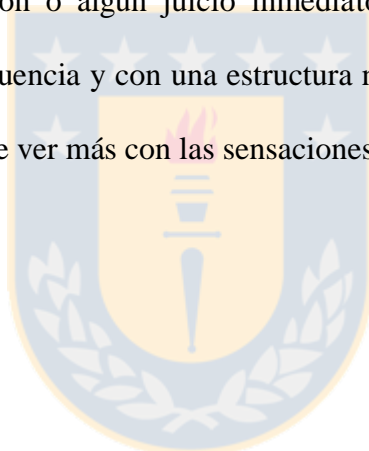 ón o algún juicio inmediato
uencia y con una estructura
e ver más con las sensaciones